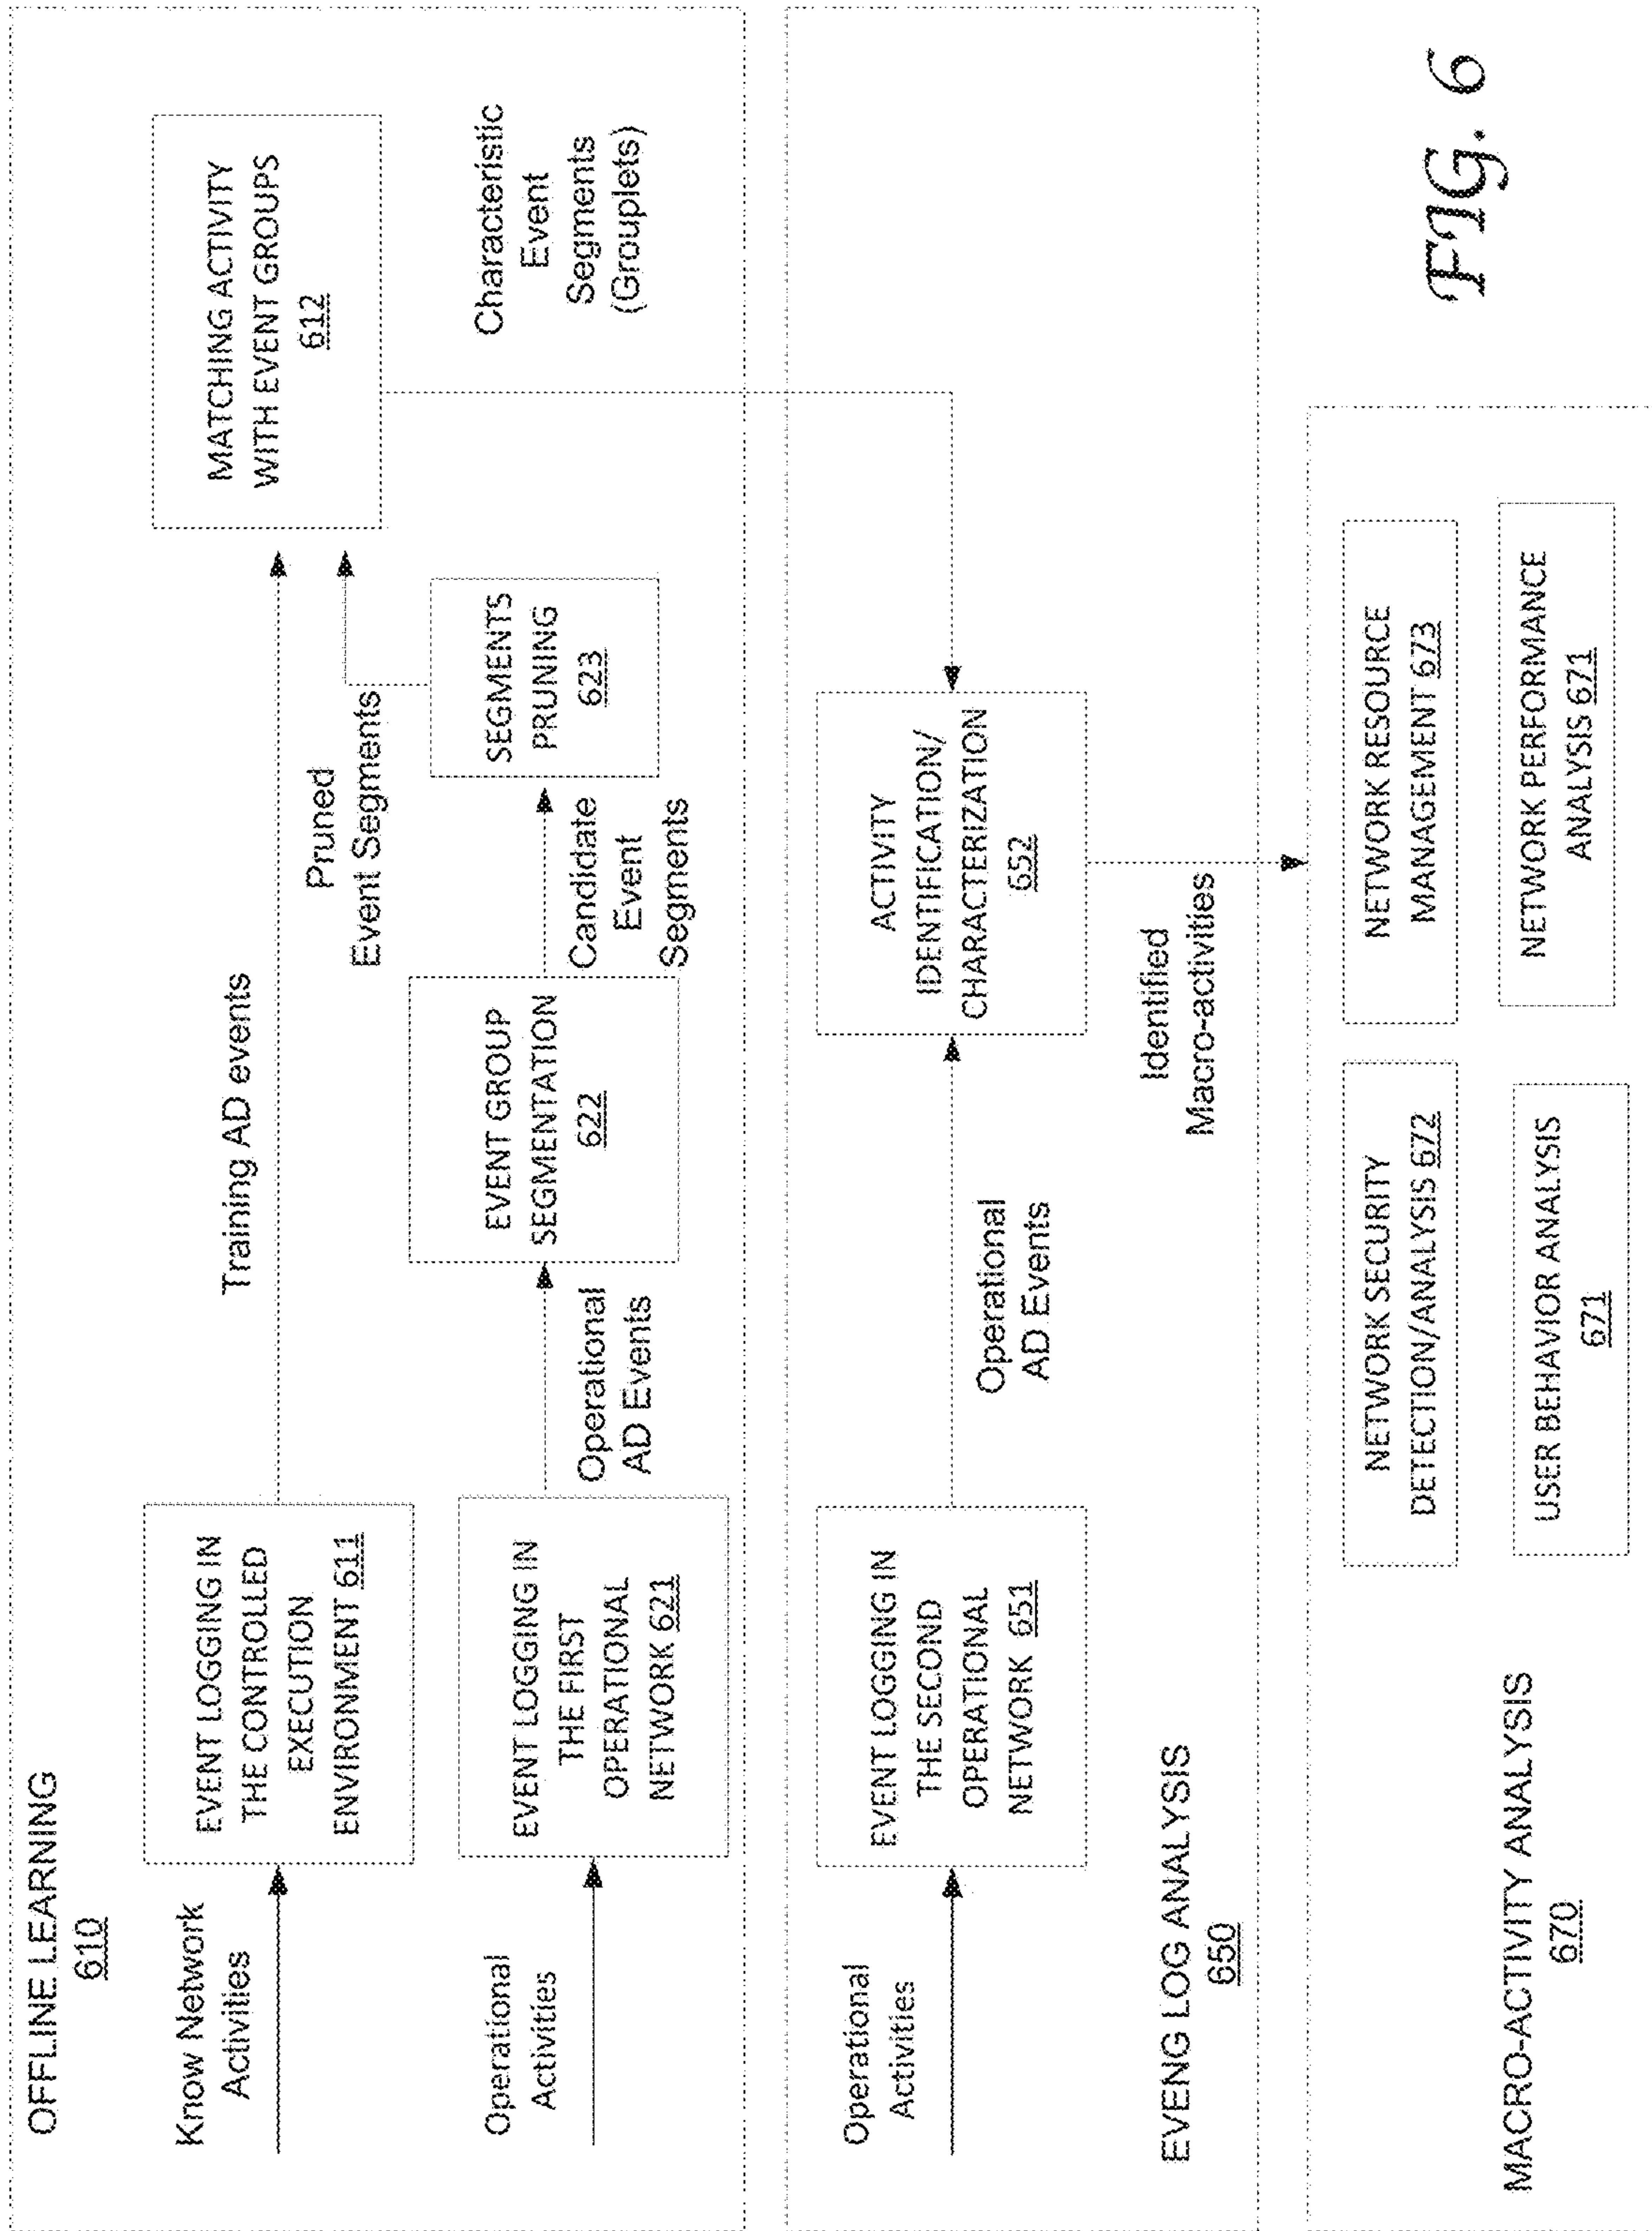 OFFLINE LEARNING
610
Know Network
Activities
EVENT LOGGING IN
THE CONTROLLED
EXECUTION
ENVIRONMENT 611
Training AD events
MATCHING ACTIVITY
WITH EVENT GROUPS
612
Operational
Activities
EVENT LOGGING IN
THE FIRST
OPERATIONAL
NETWORK 621
Operational
AD Events
EVENT GROUP
SEGMENTATION
622
Candidate
Event
Segments
SEGMENTS
PRUNING
623
Pruned
Event Segments
Characteristic
Event
Segments
(Grouplets)
Operational
Activities
EVENT LOGGING IN
THE SECOND
OPERATIONAL
NETWORK 651
Operational
AD Events
ACTIVITY
IDENTIFICATION/
CHARACTERIZATION
652
EVENG LOG ANALYSIS
650
Identified
Macro-activities
MACRO-ACTIVITY ANALYSIS
670
NETWORK SECURITY
DETECTION/ANALYSIS 672
NETWORK RESOURCE
MANAGEMENT 673
USER BEHAVIOR ANALYSIS
671
NETWORK PERFORMANCE
ANALYSIS 671
FIG. 6